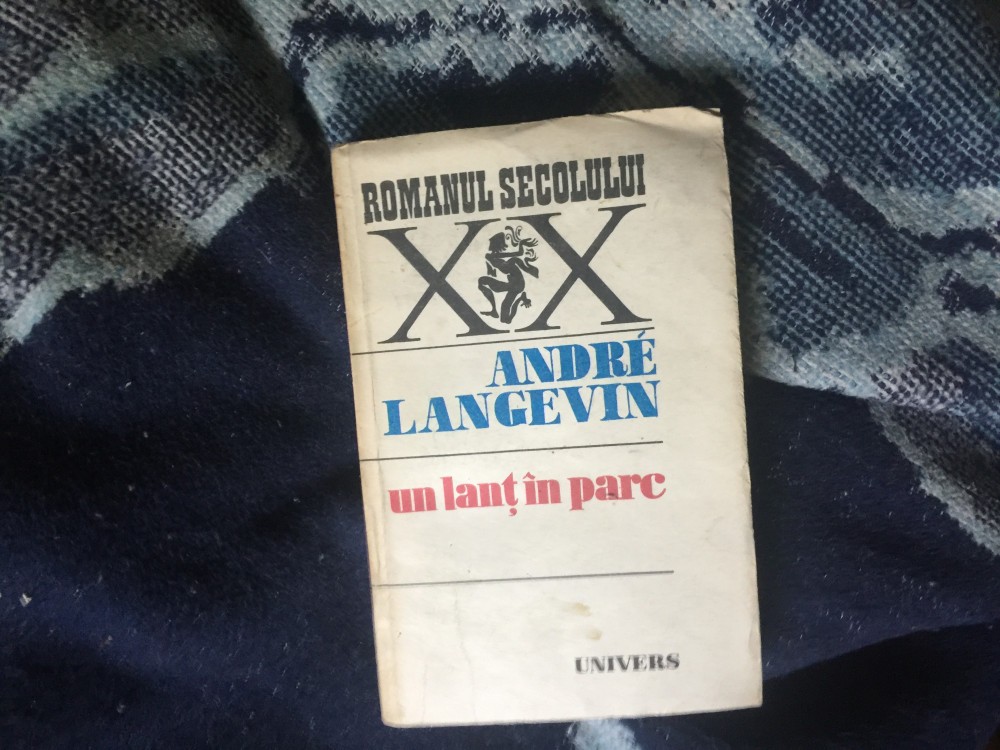 ROMANUL SECOLULUI
XX
ANDRÉ
LANGEVIN
un lanț în parc
UNIVERS